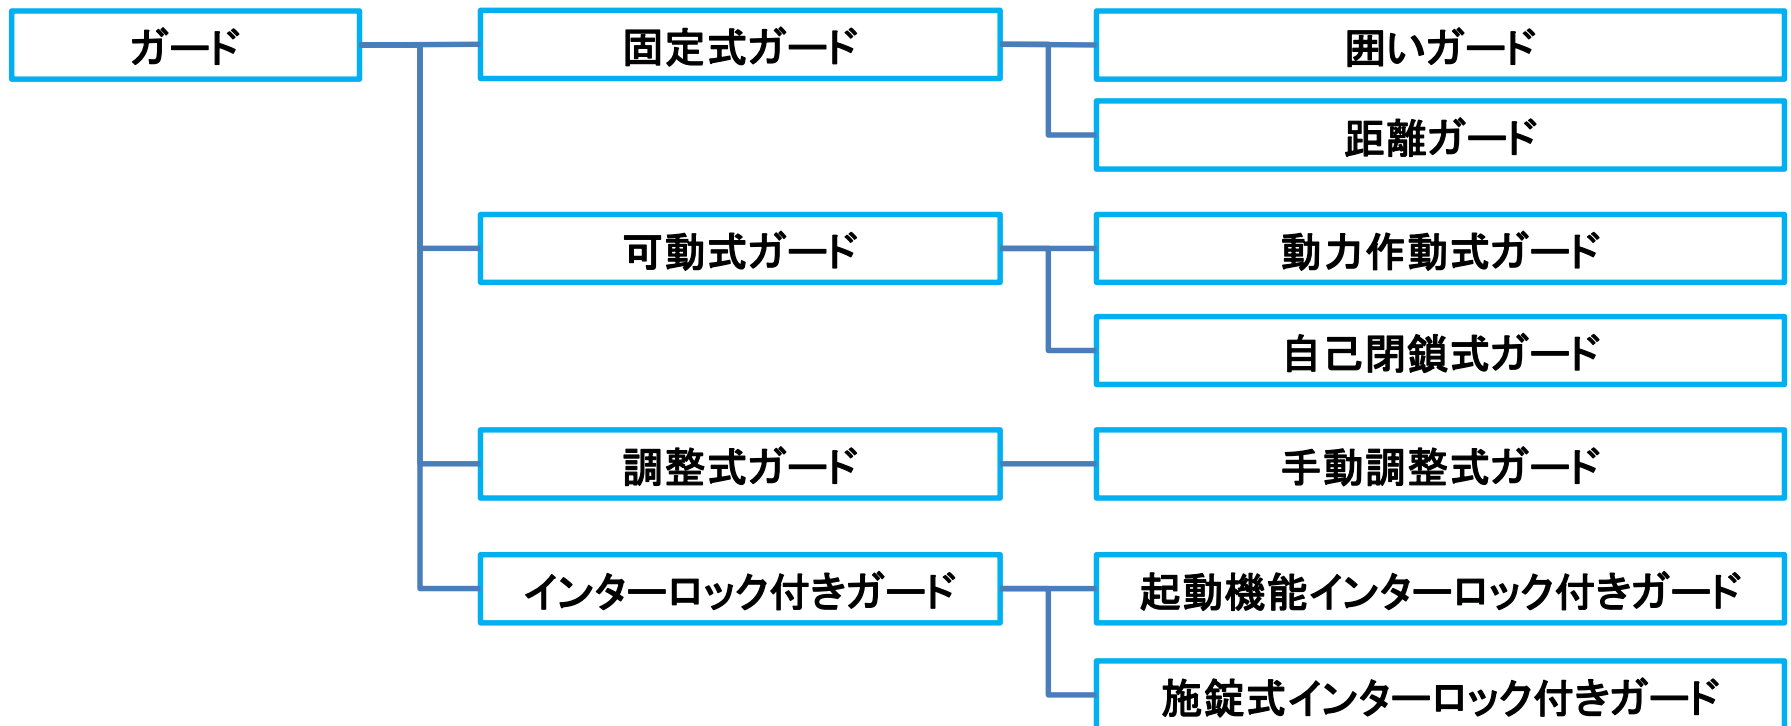 ガード
固定式ガード
囲いガード
距離ガード
可動式ガード
動力作動式ガード
自己閉鎖式ガード
調整式ガード
手動調整式ガード
インターロック付きガード
起動機能インターロック付きガード
施錠式インターロック付きガード